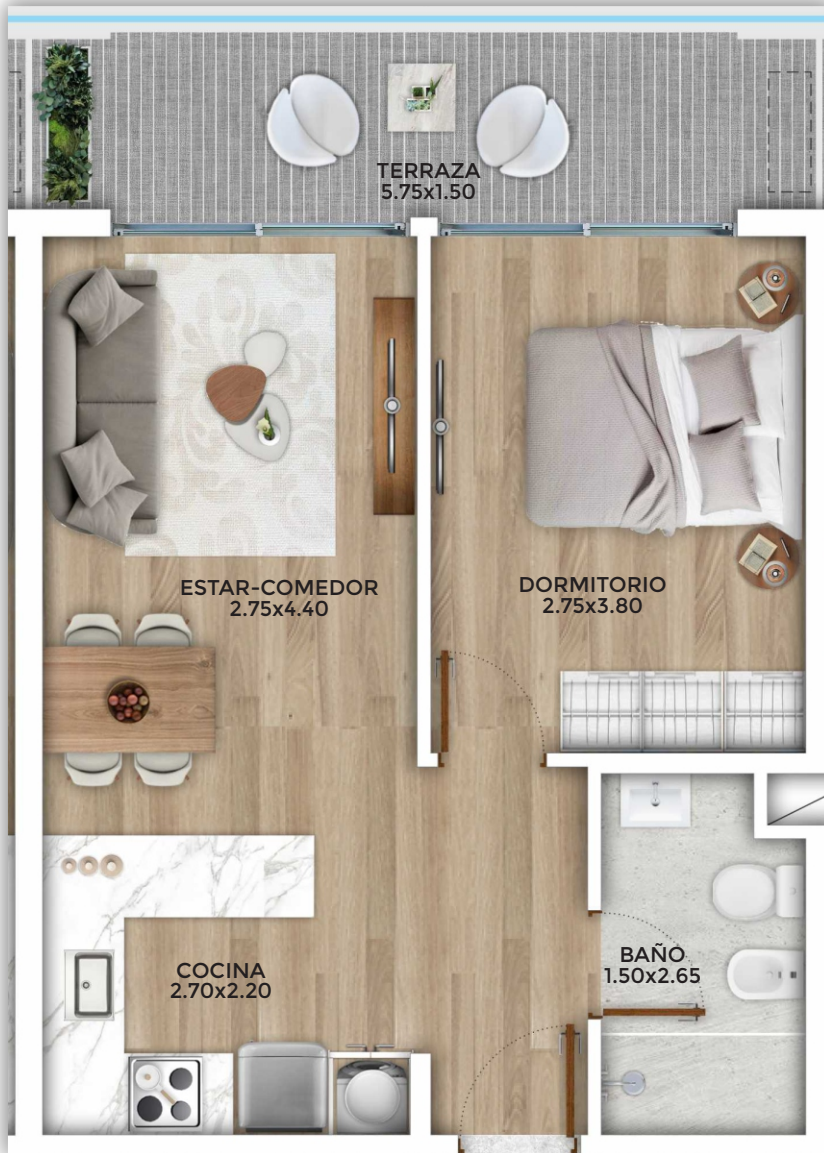 TERRAZA
5.75x1.50
ESTAR-COMEDOR
2.75x4.40
DORMITORIO
2.75x3.80
COCINA
2.70x2.20
BAÑO
1.50x2.65